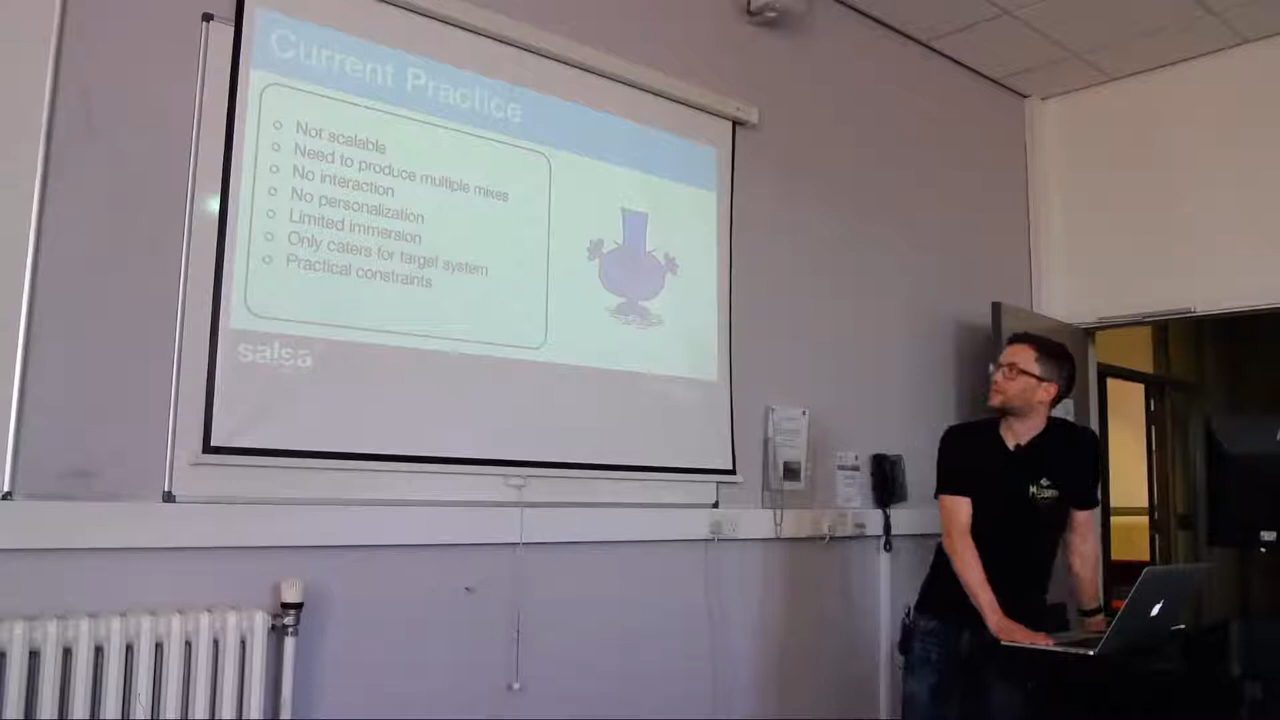 Current Practice
Not scalable
Need to produce multiple mixes
No interaction
No personalization
Limited Immersion
Only caters for target system
Practical constraints
salsa